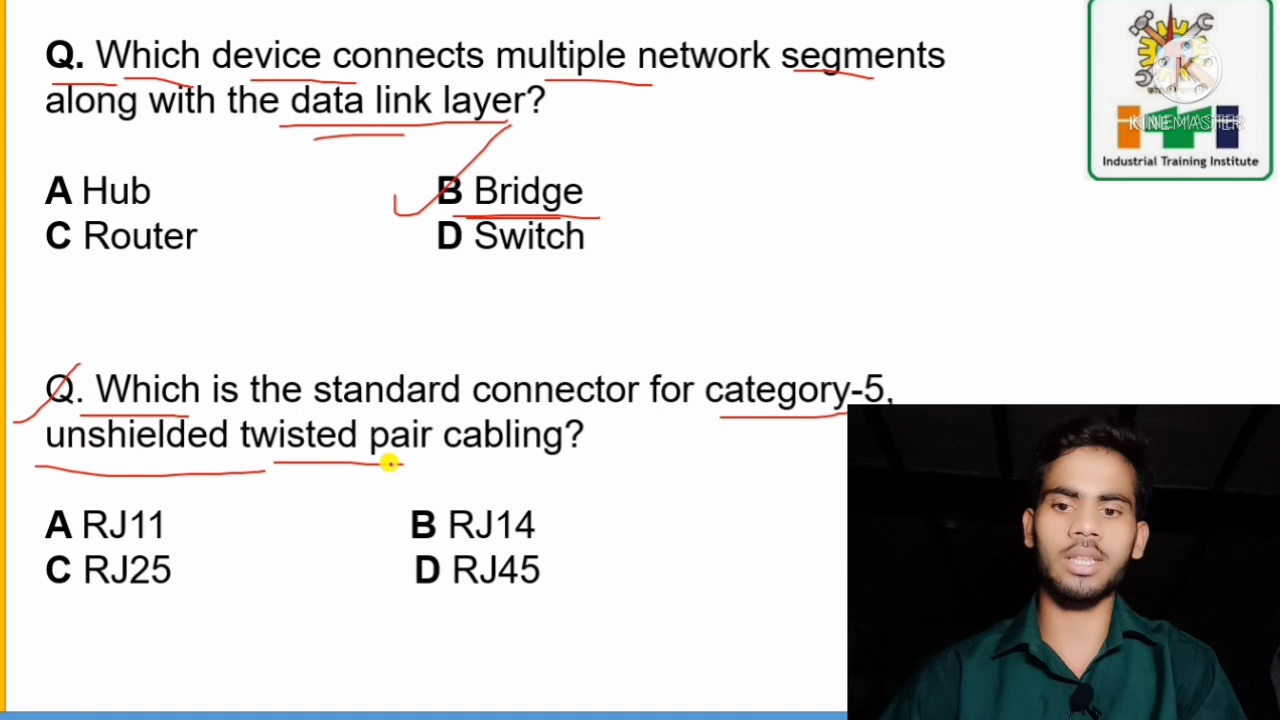 Q. Which device connects multiple network segments
along with the data link layer?
A Hub
B Bridge
C Router
D Switch
Q. Which is the standard connector for category-5,
unshielded twisted pair cabling?
A RJ11
B RJ14
C RJ25
D RJ45
K
KINEMASTER
Industrial Training Institute